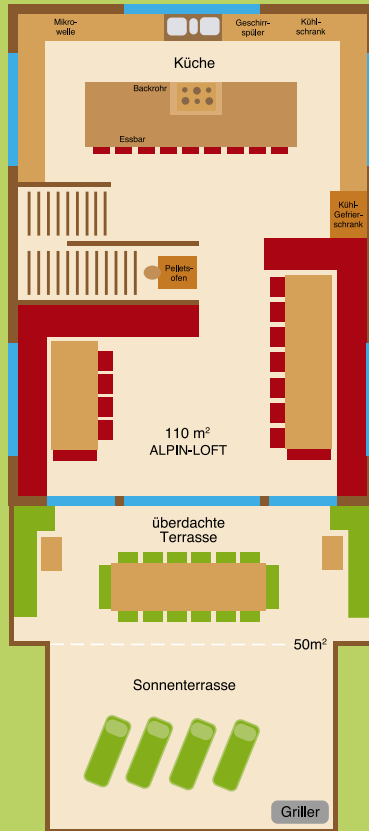 Mikro-
welle
Geschirr-
spüler
Kühl-
schrank
Küche
Backrohr
Essbar
Kühl-
Gefrier-
schrank
Pellets-
ofen
110 m²
ALPIN-LOFT
überdachte
Terrasse
50m²
Sonnenterrasse
Griller